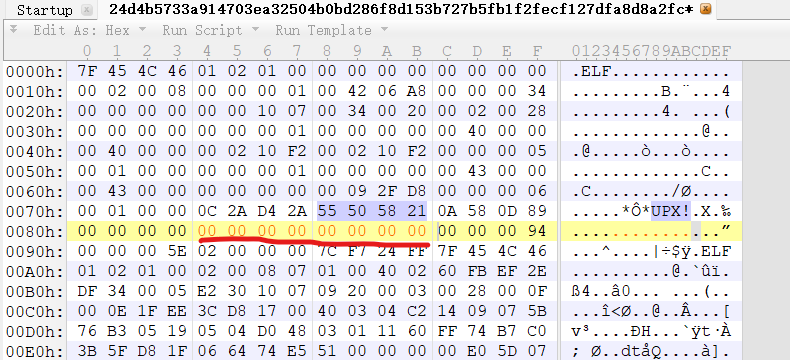 Startup 24d4b5733a914703ea32504b0bd286f8d153b727b5fb1f2fecf127dfa8d8a2fc*
Edit As: Hex Run Script Run Template
0 1 2 3 4 5 6 7 8 9 A B C D E F 0123456789ABCDEF
0000h: 7F 45 4C 46 01 02 01 00 00 00 00 00 00 00 00 00 .ELF............
0010h: 00 02 00 08 00 00 00 01 00 42 06 A8 00 00 00 34 .........B.¨...4
0020h: 00 00 00 00 00 00 10 07 00 34 00 20 00 02 00 28 .........4. ...(
0030h: 00 00 00 00 00 00 00 01 00 00 00 00 00 40 00 00 .............@..
0040h: 00 40 00 00 00 02 10 F2 00 02 10 F2 00 00 00 05 .@.....ò...ò....
0050h: 00 01 00 00 00 00 00 01 00 00 00 00 00 43 00 00 .............C..
0060h: 00 43 00 00 00 00 00 00 00 09 2F D8 00 00 00 06 .C......../Ø....
0070h: 00 01 00 00 0C 2A D4 2A 55 50 58 21 0A 58 0D 89 .....*Ô*UPX!.X.‰
0080h: 00 00 00 00 00 00 00 00 00 00 00 00 00 00 00 94 ...............”
0090h: 00 00 00 5E 02 00 00 00 7C F7 24 FF 7F 45 4C 46 ...^....|÷$ÿ.ELF
00A0h: 01 02 01 00 02 00 08 07 01 00 40 02 60 FB EF 2E ..........@.`ûï.
00B0h: DF 34 00 05 E2 30 10 07 09 20 00 03 00 28 00 0F ß4..â0... ...(..
00C0h: 00 0E 1F EE 3C D8 17 00 40 03 04 C2 14 09 07 5B ...î<Ø..@..Â...[
00D0h: 76 B3 05 19 05 04 D0 48 03 01 11 60 FF 74 B7 C0 v³....ÐH...`ÿt·À
00E0h: 3B 5F D8 1F 06 64 74 E5 51 00 00 00 00 E0 5D 07 ;_Ø..dtåQ....à].